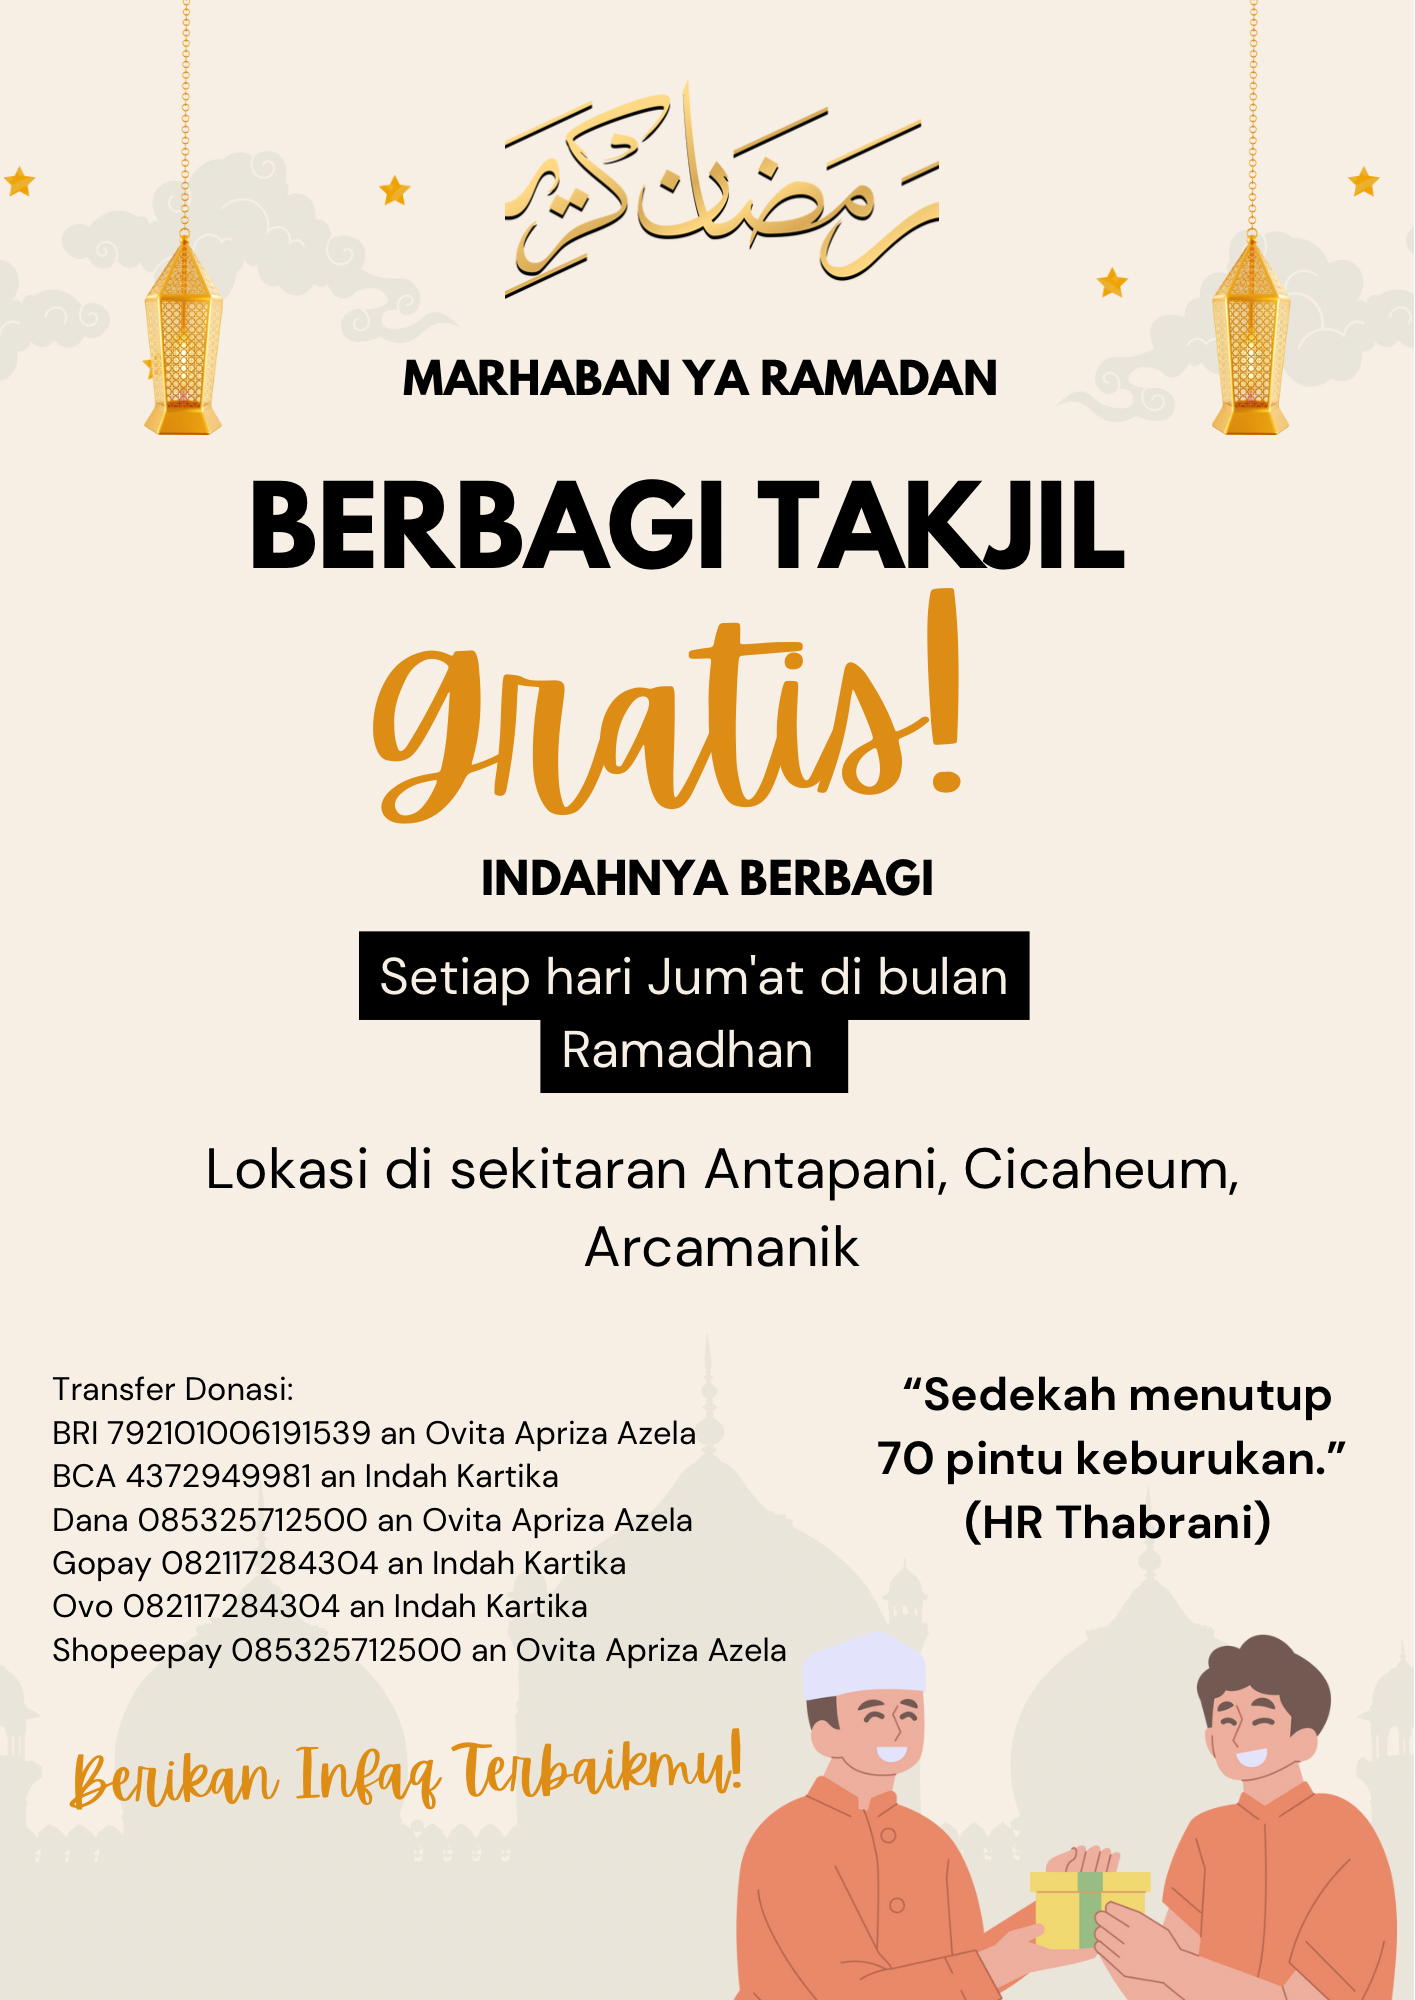 رمضان كريم
MARHABAN YA RAMADAN
BERBAGI TAKJIL
gratis!
INDAHNYA BERBAGI
Setiap hari Jum'at di bulan
Ramadhan
Lokasi di sekitaran Antapani, Cicaheum,
Arcamanik
Transfer Donasi:
BRI 792101006191539 an Ovita Apriza Azela
BCA 4372949981 an Indah Kartika
Dana 085325712500 an Ovita Apriza Azela
Gopay 082117284304 an Indah Kartika
Ovo 082117284304 an Indah Kartika
Shopeepay 085325712500 an Ovita Apriza Azela
“Sedekah menutup
70 pintu keburukan.”
(HR Thabrani)
Berikan Infaq Terbaikmu!